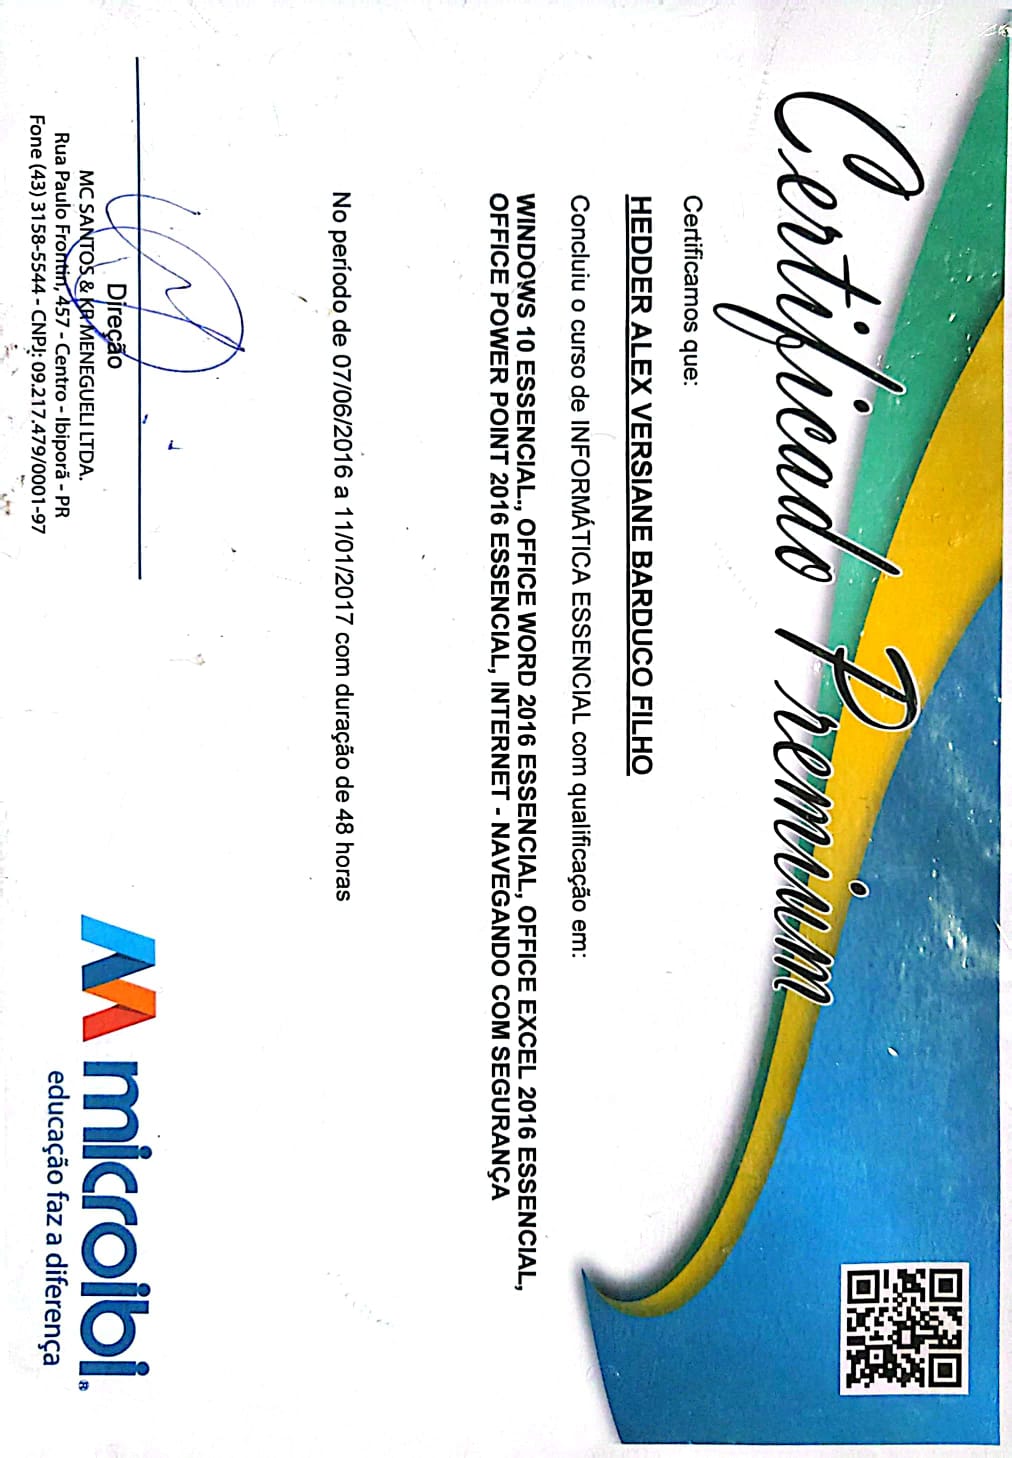 Certificado Premium
Certificamos que:
HEDDER ALEX VERSIANE BARDUCO FILHO
Concluiu o curso de INFORMÁTICA ESSENCIAL com qualificação em:
WINDOWS 10 ESSENCIAL., OFFICE WORD 2016 ESSENCIAL, OFFICE EXCEL 2016 ESSENCIAL,
OFFICE POWER POINT 2016 ESSENCIAL, INTERNET - NAVEGANDO COM SEGURANÇA
No período de 07/06/2016 a 11/01/2017 com duração de 48 horas
Direção
MC SANTOS & KR MENEGUELI LTDA.
Rua Paulo Frontin, 457 - Centro - Ibiporã - PR
Fone (43) 3158-5544 - CNPJ: 09.217.479/0001-97
microibi®
educação faz a diferença